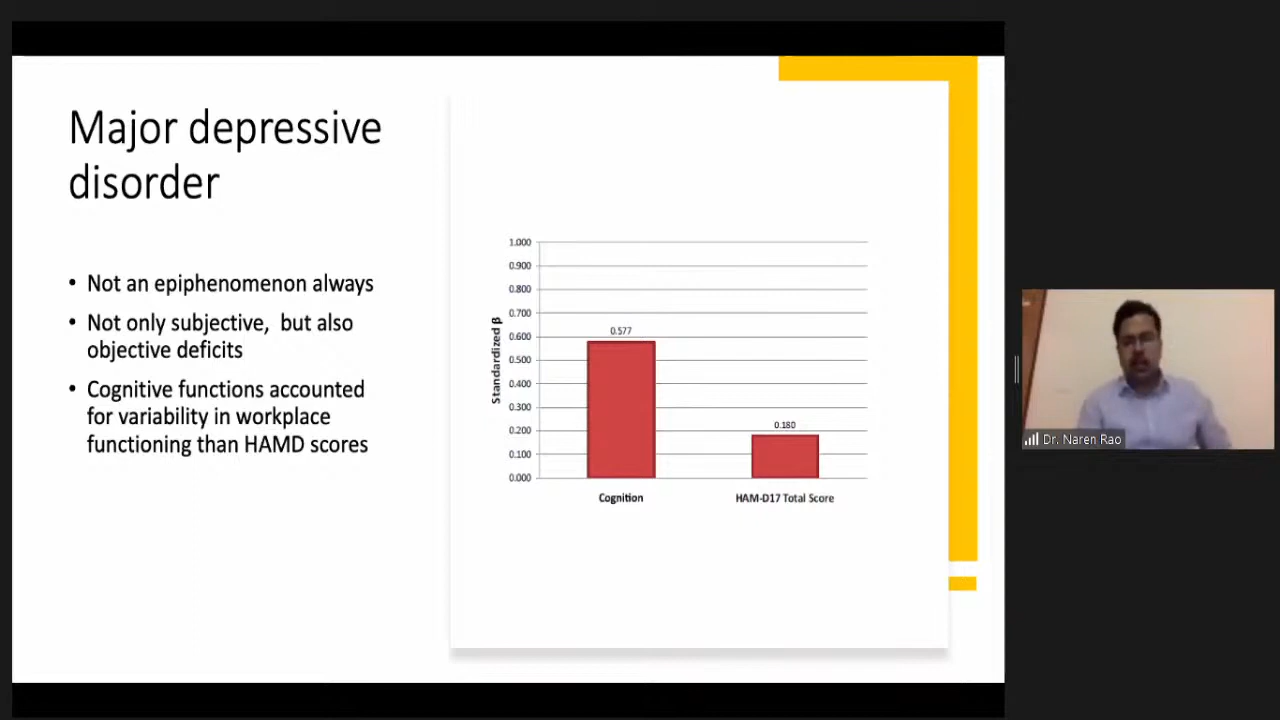 Major depressive
disorder
• Not an epiphenomenon always
• Not only subjective, but also
objective deficits
• Cognitive functions accounted
for variability in workplace
functioning than HAMD scores
Standardized β
1.000
0.900
0.800
0.700
0.600
0.500
0.400
0.300
0.200
0.100
0.000
0.577
0.180
Cognition
HAM-D17 Total Score
Dr. Naren Rao